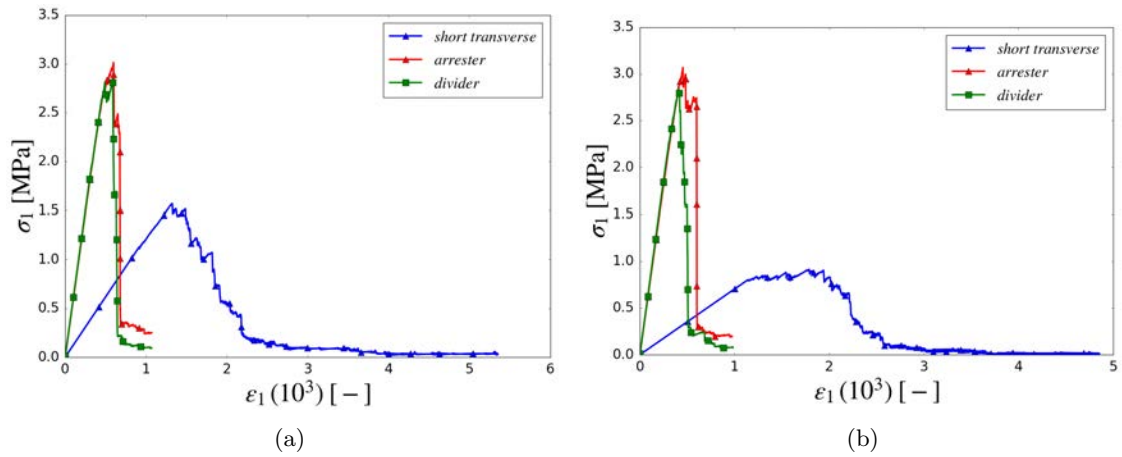 3.5
3.0
2.5
2.0
1.5
1.0
0.5
0.0
σ₁ [MPa]
short transverse
arrester
divider
0 1 2 3 4 5 6
ε₁ (10³) [ − ]
(a)
3.5
3.0
2.5
2.0
1.5
1.0
0.5
0.0
σ₁ [MPa]
short transverse
arrester
divider
0 1 2 3 4 5
ε₁ (10³) [ − ]
(b)